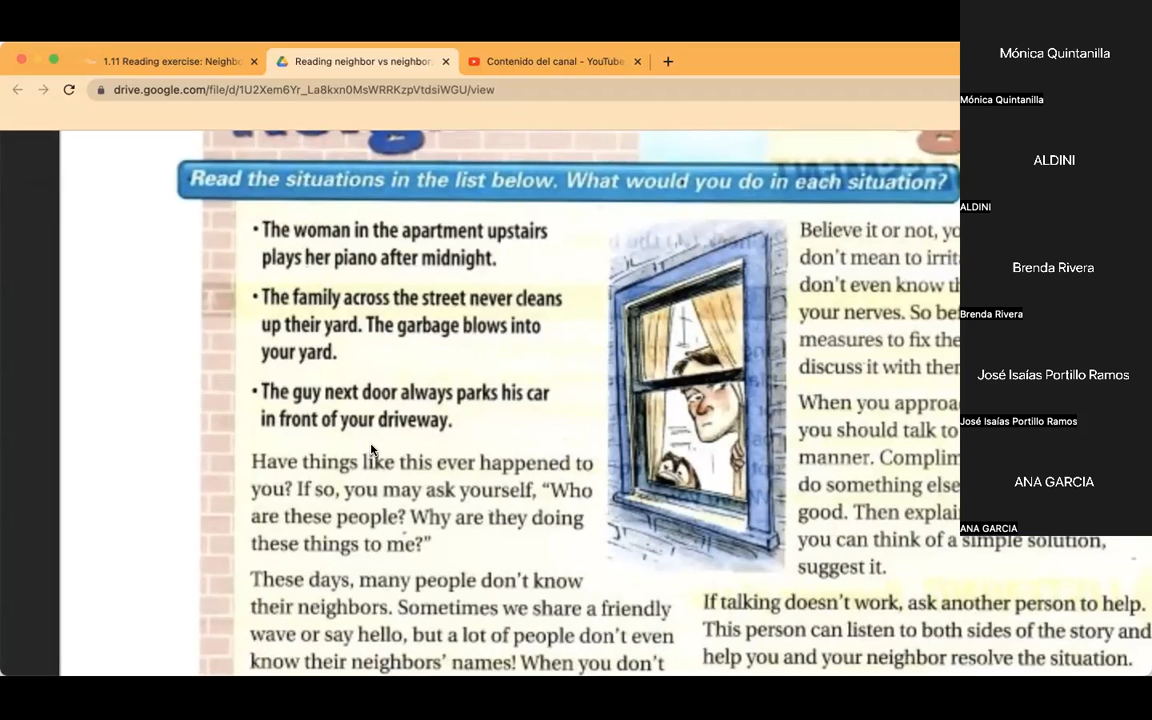 1.11 Reading exercise: Neighb
Reading neighbor vs neighbor
Contenido del canal - YouTube
drive.google.com/file/d/1U2Xem6Yr_La8kxn0MsWRRKzpVtdsiWGU/view
Read the situations in the list below. What would you do in each situation?
• The woman in the apartment upstairs
plays her piano after midnight.
• The family across the street never cleans
up their yard. The garbage blows into
your yard.
• The guy next door always parks his car
in front of your driveway.
Have things like this ever happened to
you? If so, you may ask yourself, “Who
are these people? Why are they doing
these things to me?”
These days, many people don’t know
their neighbors. Sometimes we share a friendly
wave or say hello, but a lot of people don’t even
know their neighbors’ names! When you don’t
Believe it or not, yo
don’t mean to irrit
don’t even know th
your nerves. So be
measures to fix the
discuss it with then
When you approa
you should talk to
manner. Complim
do something else
good. Then explai
you can think of a simple solution,
suggest it.
If talking doesn’t work, ask another person to help.
This person can listen to both sides of the story and
help you and your neighbor resolve the situation.
Mónica Quintanilla
Mónica Quintanilla
ALDINI
ALDINI
Brenda Rivera
Brenda Rivera
José Isaías Portillo Ramos
José Isaías Portillo Ramos
ANA GARCIA
ANA GARCIA